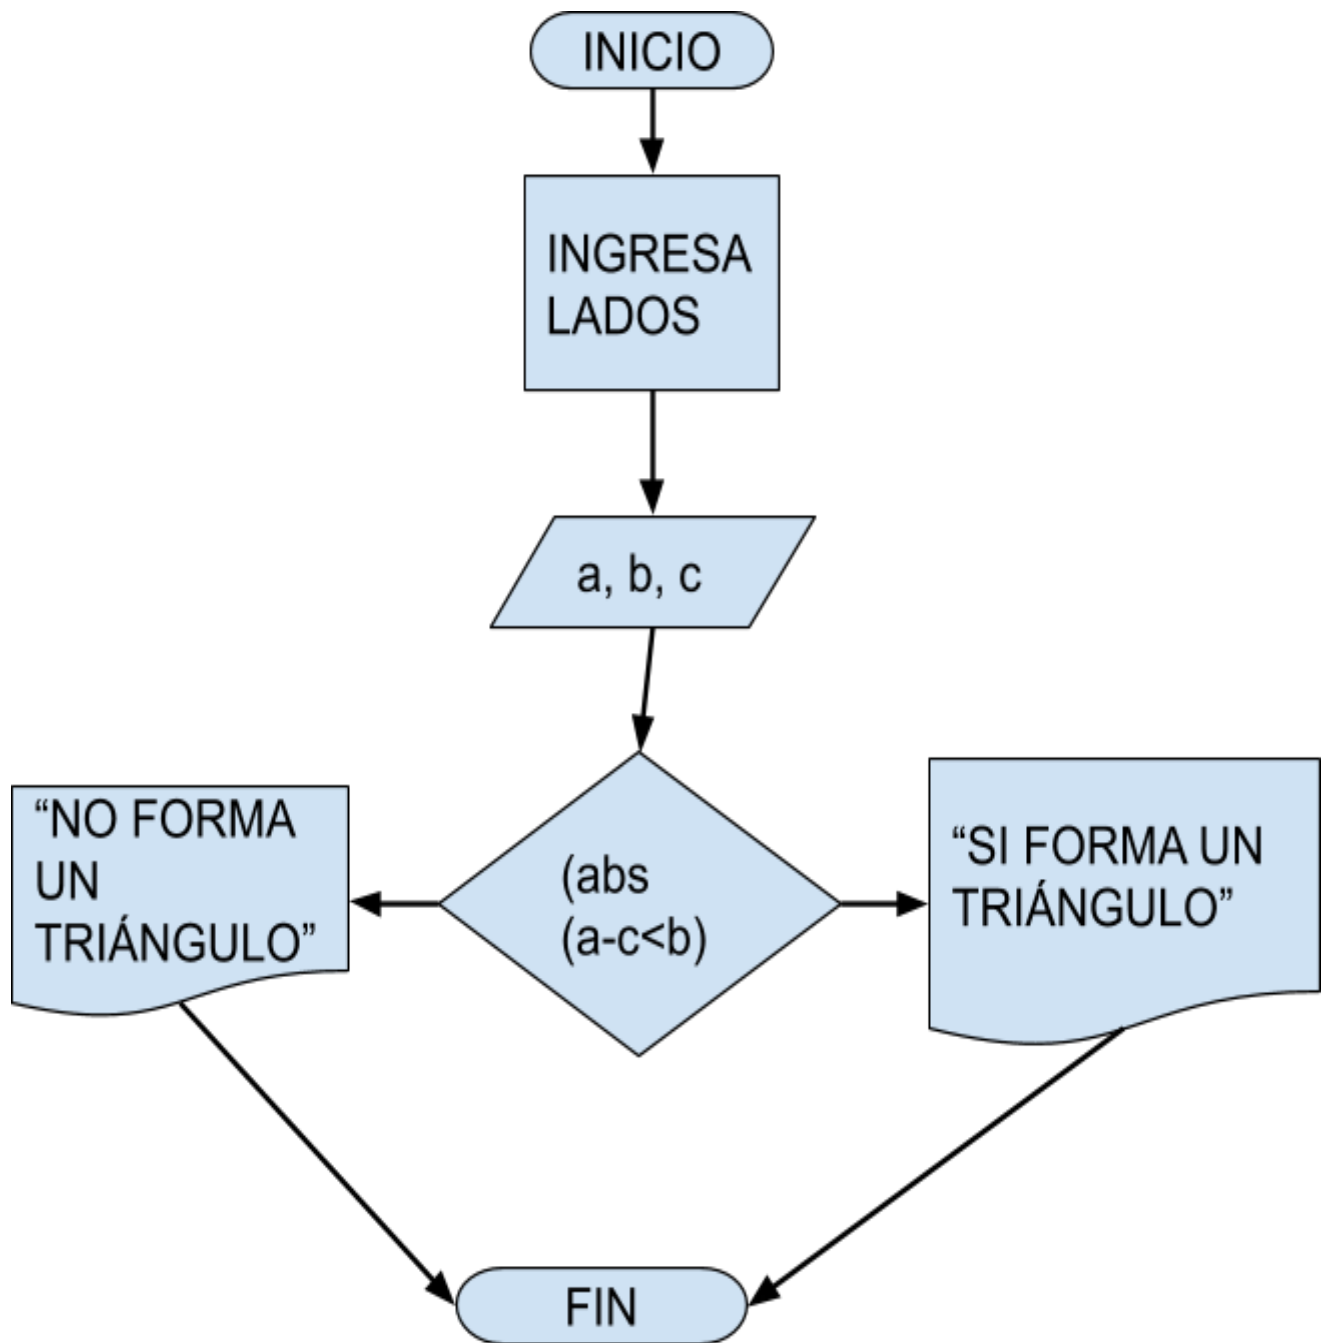 INICIO
INGRESA
LADOS
a, b, c
“NO FORMA
UN
TRIÁNGULO”
(abs
(a-c<b)
“SI FORMA UN
TRIÁNGULO”
FIN